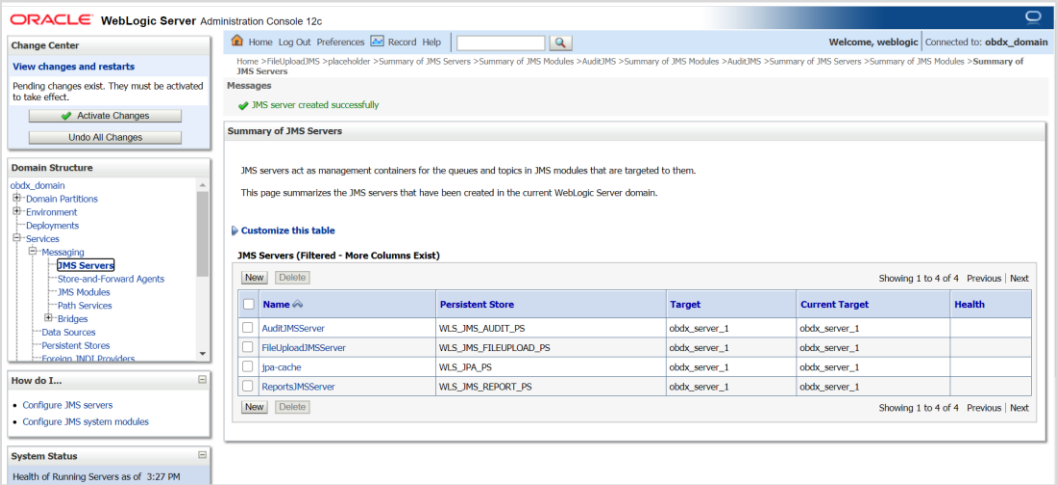 ORACLE WebLogic Server Administration Console 12c
Change Center
View changes and restarts
Pending changes exist. They must be activated
to take effect.
Activate Changes
Undo All Changes
Domain Structure
obdx_domain
Domain Partitions
Environment
Deployments
Services
Messaging
JMS Servers
Store-and-Forward Agents
JMS Modules
Path Services
Bridges
Data Sources
Persistent Stores
Foreign JNDI Providers
How do I...
• Configure JMS servers
• Configure JMS system modules
System Status
Health of Running Servers as of 3:27 PM
Home Log Out Preferences Record Help
Welcome, weblogic Connected to: obdx_domain
Home >FileUploadJMS >placeholder >Summary of JMS Servers >Summary of JMS Modules >AuditJMS >Summary of JMS Modules >AuditJMS >Summary of JMS Servers >Summary of JMS Modules >Summary of
JMS Servers
Messages
JMS server created successfully
Summary of JMS Servers
JMS servers act as management containers for the queues and topics in JMS modules that are targeted to them.
This page summarizes the JMS servers that have been created in the current WebLogic Server domain.
Customize this table
JMS Servers (Filtered - More Columns Exist)
New Delete Showing 1 to 4 of 4 Previous | Next
Name Persistent Store Target Current Target Health
AuditJMSServer WLS_JMS_AUDIT_PS obdx_server_1 obdx_server_1
FileUploadJMSServer WLS_JMS_FILEUPLOAD_PS obdx_server_1 obdx_server_1
jpa-cache WLS_JPA_PS obdx_server_1 obdx_server_1
ReportsJMSServer WLS_JMS_REPORT_PS obdx_server_1 obdx_server_1
New Delete Showing 1 to 4 of 4 Previous | Next